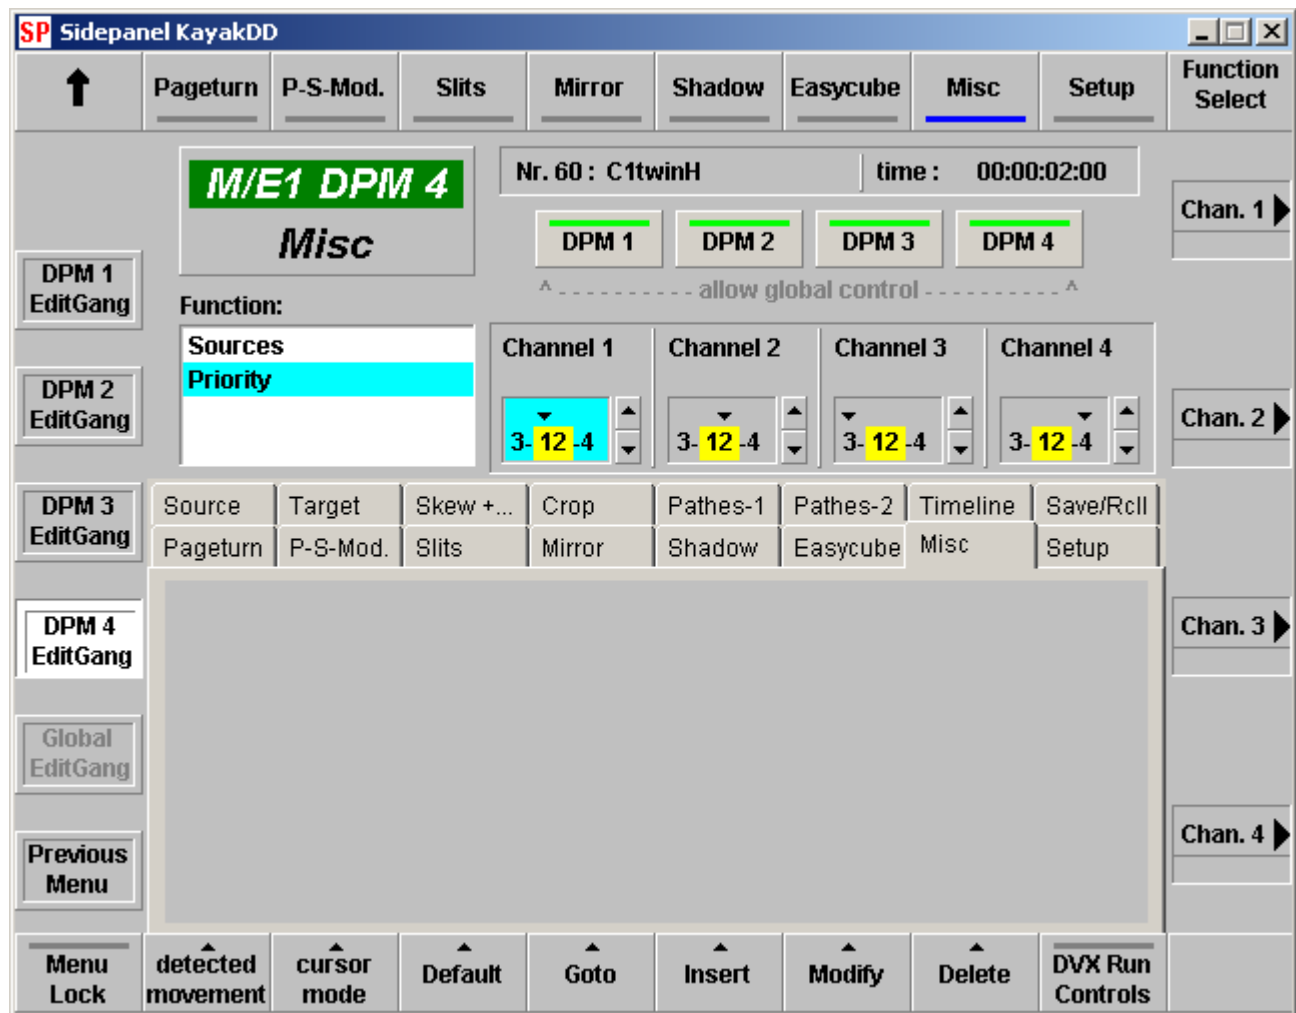 SP Sidepanel KayakDD
Pageturn P-S-Mod. Slits Mirror Shadow Easycube Misc Setup Function Select
M/E1 DPM 4
Misc
Nr. 60 : C1twinH time : 00:00:02:00
DPM 1 DPM 2 DPM 3 DPM 4
^ - - - - - - - - - - - allow global control - - - - - - - - - - - ^
Chan. 1
DPM 1
EditGang
Function:
Sources
Priority
Channel 1 Channel 2 Channel 3 Channel 4
3-12-4 3-12-4 3-12-4 3-12-4
DPM 2
EditGang
Chan. 2
DPM 3
EditGang
Source Target Skew +... Crop Pathes-1 Pathes-2 Timeline Save/Rcll
Pageturn P-S-Mod. Slits Mirror Shadow Easycube Misc Setup
DPM 4
EditGang
Chan. 3
Global
EditGang
Previous
Menu
Chan. 4
Menu
Lock
detected
movement
cursor
mode
Default
Goto
Insert
Modify
Delete
DVX Run
Controls